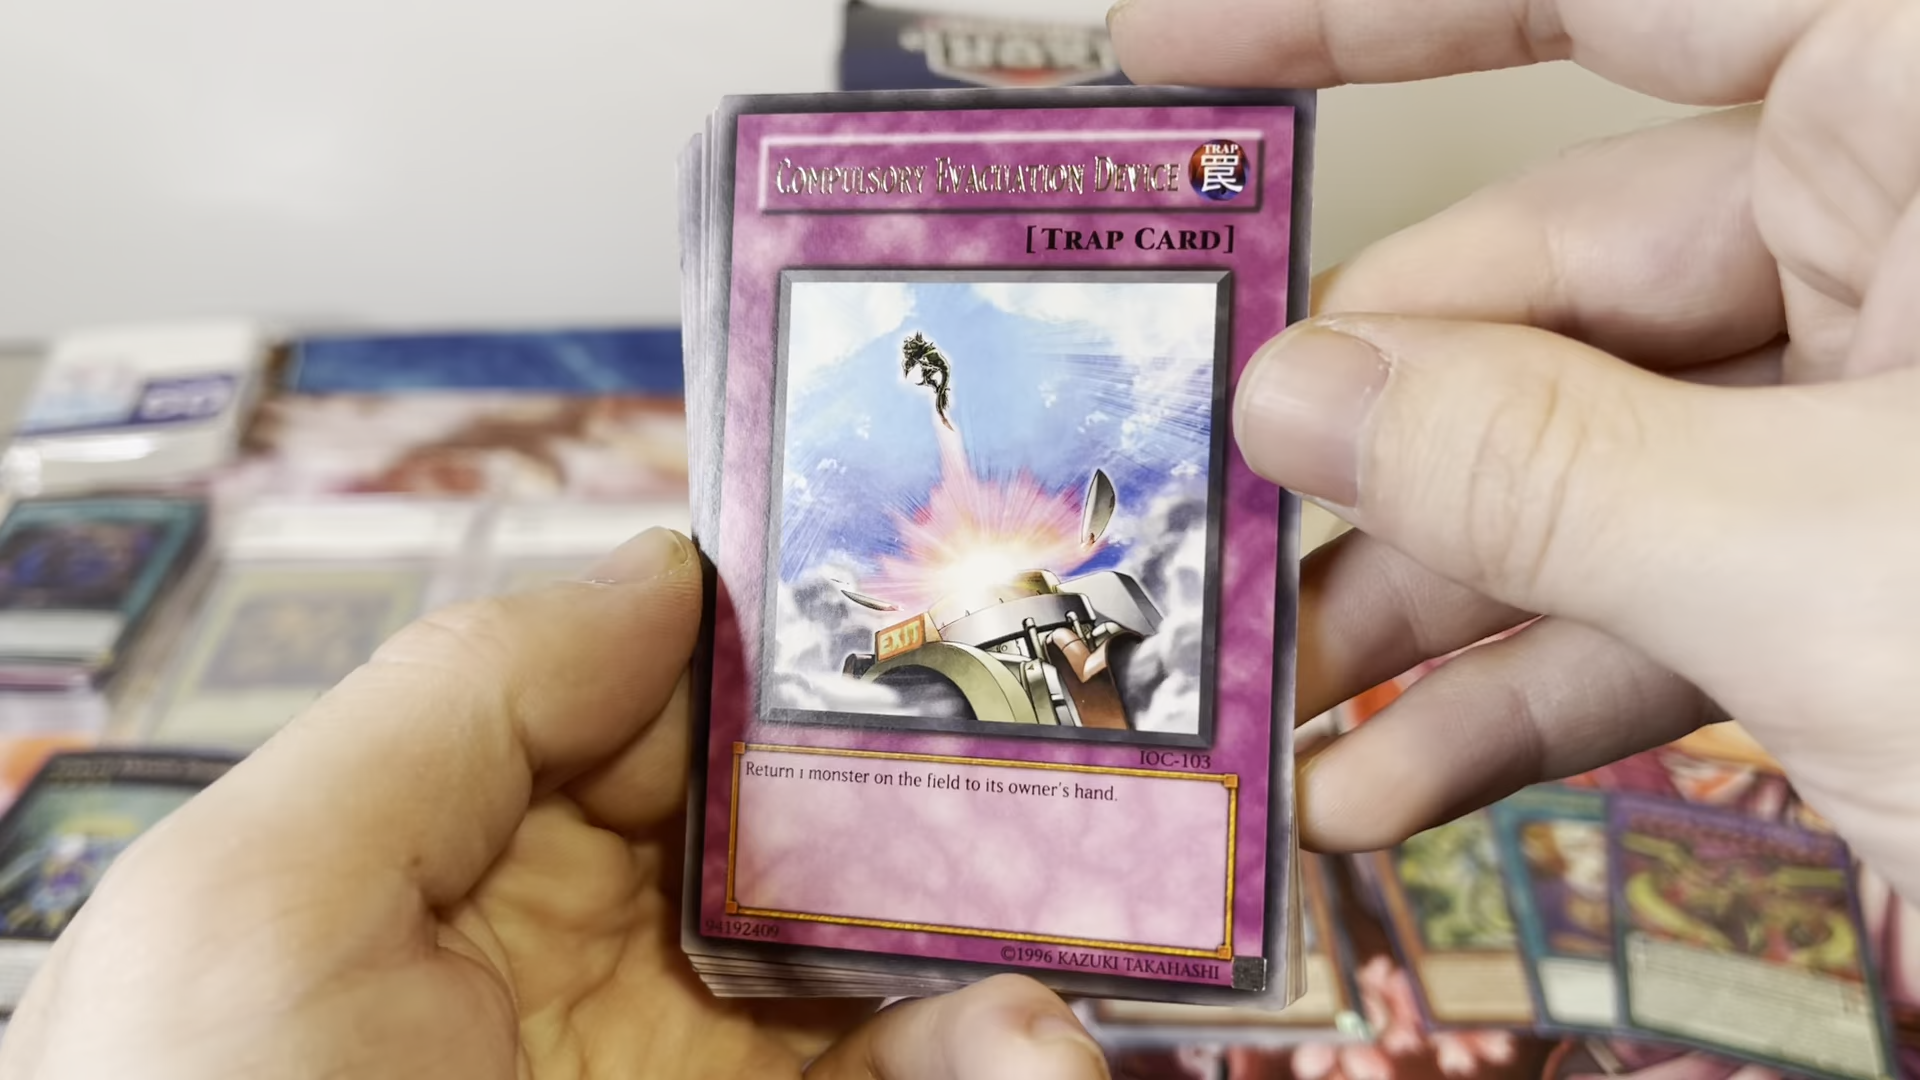 COMPULSORY EVACUATION DEVICE
TRAP
罠
[TRAP CARD]
EXIT
IOC-103
Return 1 monster on the field to its owner's hand.
94192409
©1996 KAZUKI TAKAHASHI